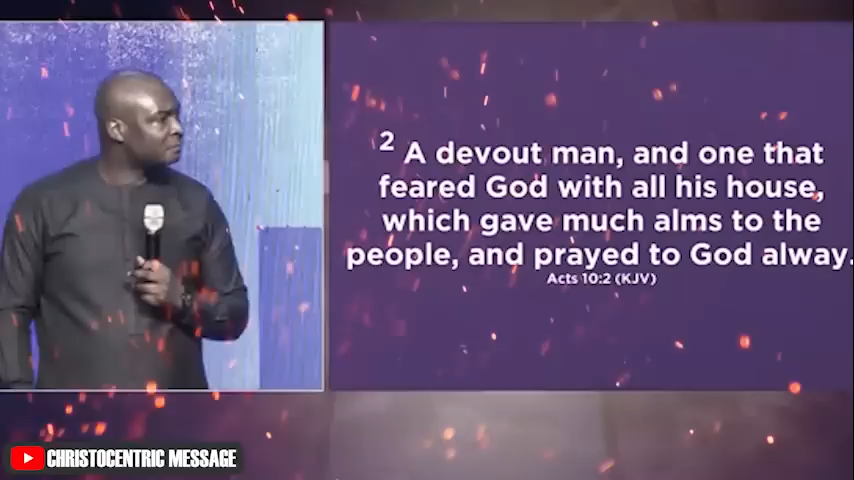 2 A devout man, and one that
feared God with all his house,
which gave much alms to the
people, and prayed to God alway.
Acts 10:2 (KJV)
CHRISTOCENTRIC MESSAGE